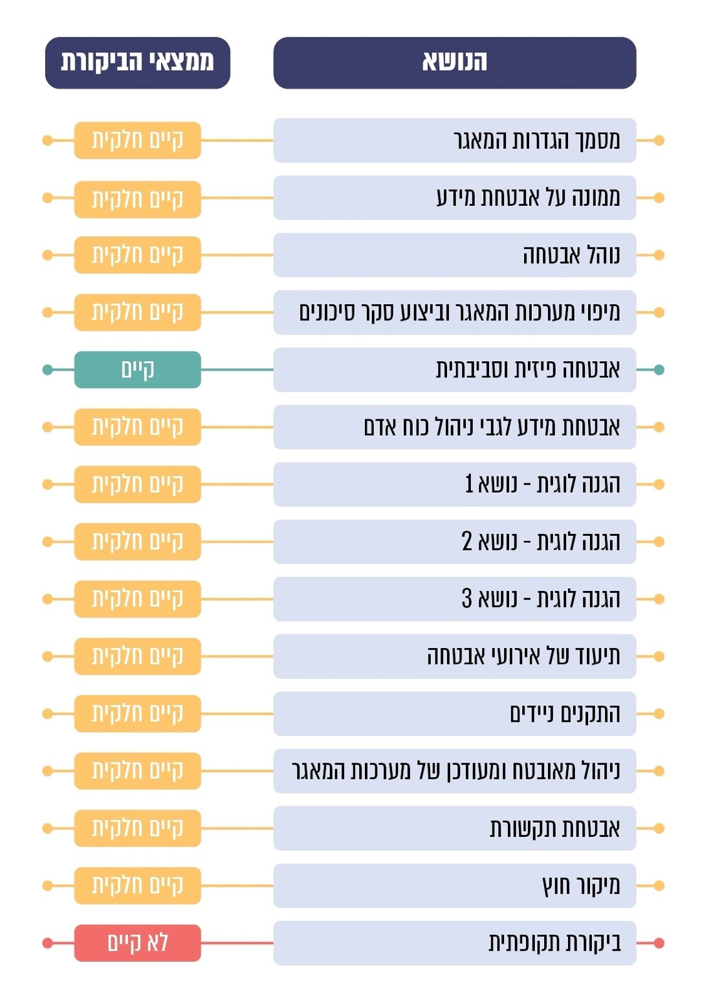 הנושא
ממצאי הביקורת
מסמך הגדרות המאגר
קיים חלקית
ממונה על אבטחת מידע
קיים חלקית
נוהל אבטחה
קיים חלקית
מיפוי מערכות המאגר וביצוע סקר סיכונים
קיים חלקית
אבטחה פיזית וסביבתית
קיים
אבטחת מידע לגבי ניהול כוח אדם
קיים חלקית
הגנה לוגית - נושא 1
קיים חלקית
הגנה לוגית - נושא 2
קיים חלקית
הגנה לוגית - נושא 3
קיים חלקית
תיעוד של אירועי אבטחה
קיים חלקית
התקנים ניידים
קיים חלקית
ניהול מאובטח ומעודכן של מערכות המאגר
קיים חלקית
אבטחת תקשורת
קיים חלקית
מיקור חוץ
קיים חלקית
ביקורת תקופתית
לא קיים